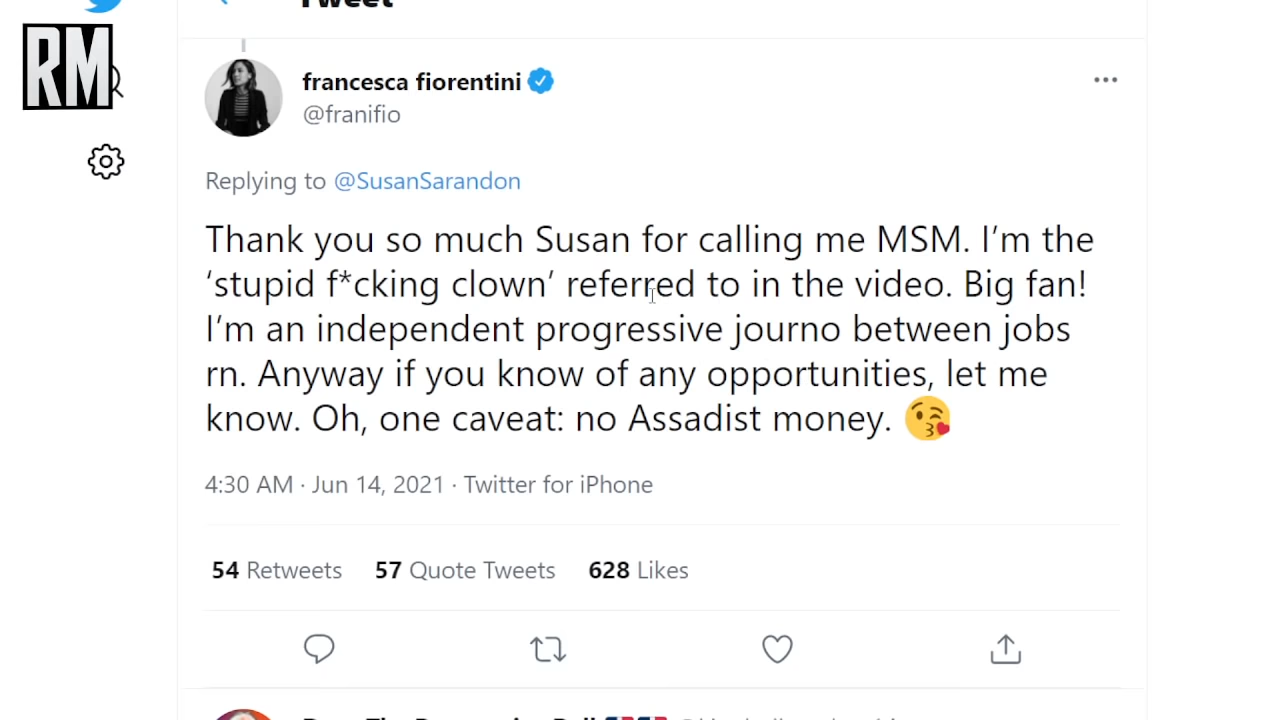 Tweet
RM
francesca fiorentini
@franifio
Replying to @SusanSarandon
Thank you so much Susan for calling me MSM. I’m the
‘stupid f*cking clown’ referred to in the video. Big fan!
I’m an independent progressive journo between jobs
rn. Anyway if you know of any opportunities, let me
know. Oh, one caveat: no Assadist money. 😘
4:30 AM · Jun 14, 2021 · Twitter for iPhone
54 Retweets 57 Quote Tweets 628 Likes